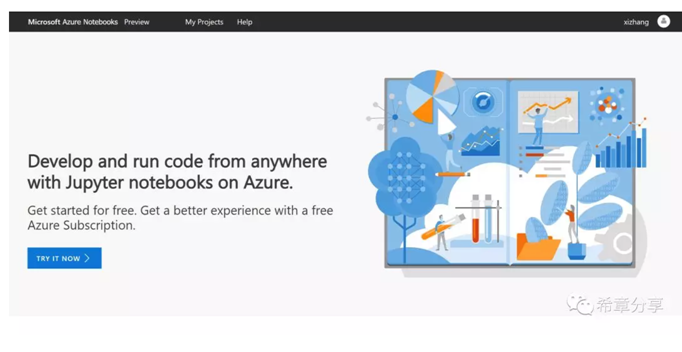 Microsoft Azure Notebooks Preview My Projects Help xizhang
Develop and run code from anywhere
with Jupyter notebooks on Azure.
Get started for free. Get a better experience with a free
Azure Subscription.
TRY IT NOW
希章分享